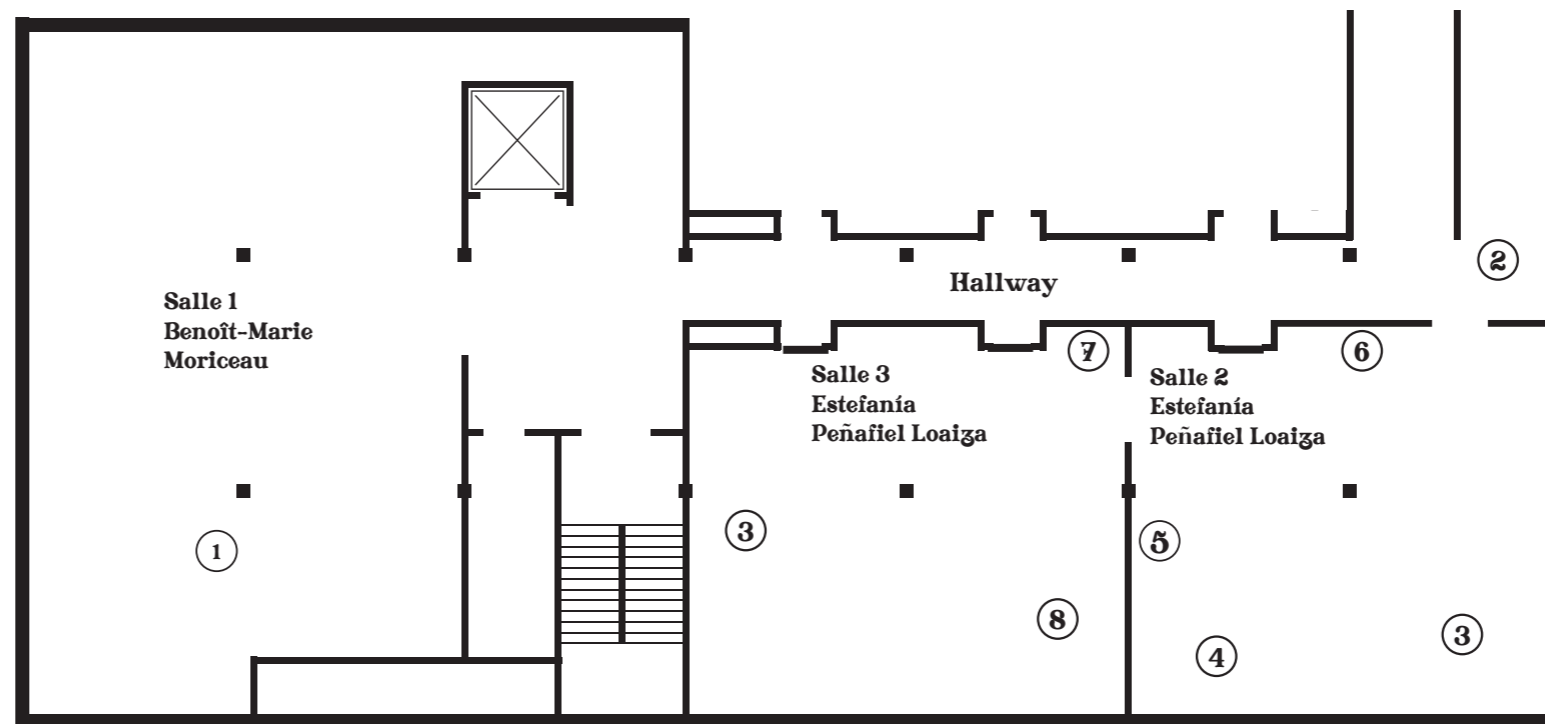 2
Hallway
Salle 1
Benoît-Marie
Moriceau
7
6
Salle 3
Estefanía
Peñafiel Loaiza
Salle 2
Estefanía
Peñafiel Loaiza
1
3
5
8
4
3